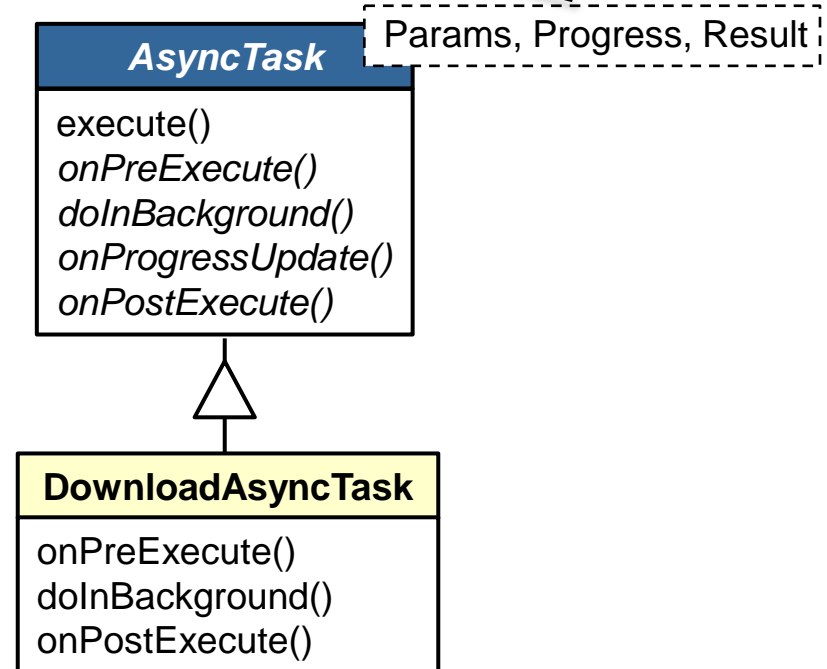 Params, Progress, Result
AsyncTask
execute()
onPreExecute()
doInBackground()
onProgressUpdate()
onPostExecute()
DownloadAsyncTask
onPreExecute()
doInBackground()
onPostExecute()